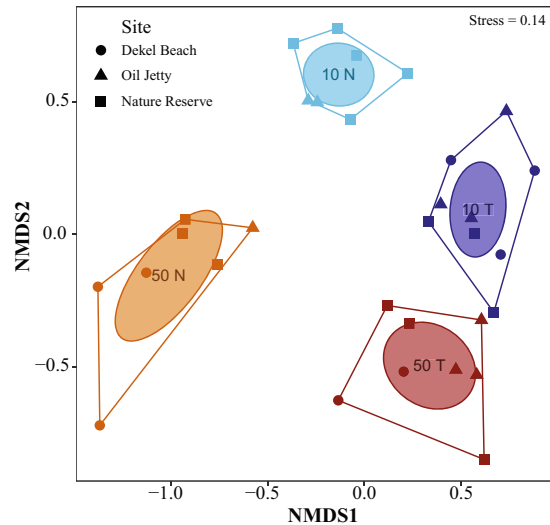 Stress = 0.14
Site
Dekel Beach
Oil Jetty
Nature Reserve
10 N
10 T
50 N
50 T
0.5
0.0
−0.5
NMDS2
−1.0
−0.5
0.0
0.5
NMDS1